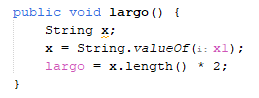 public void largo() {
String x;
x = String.valueOf(i: x1);
largo = x.length() * 2;
}